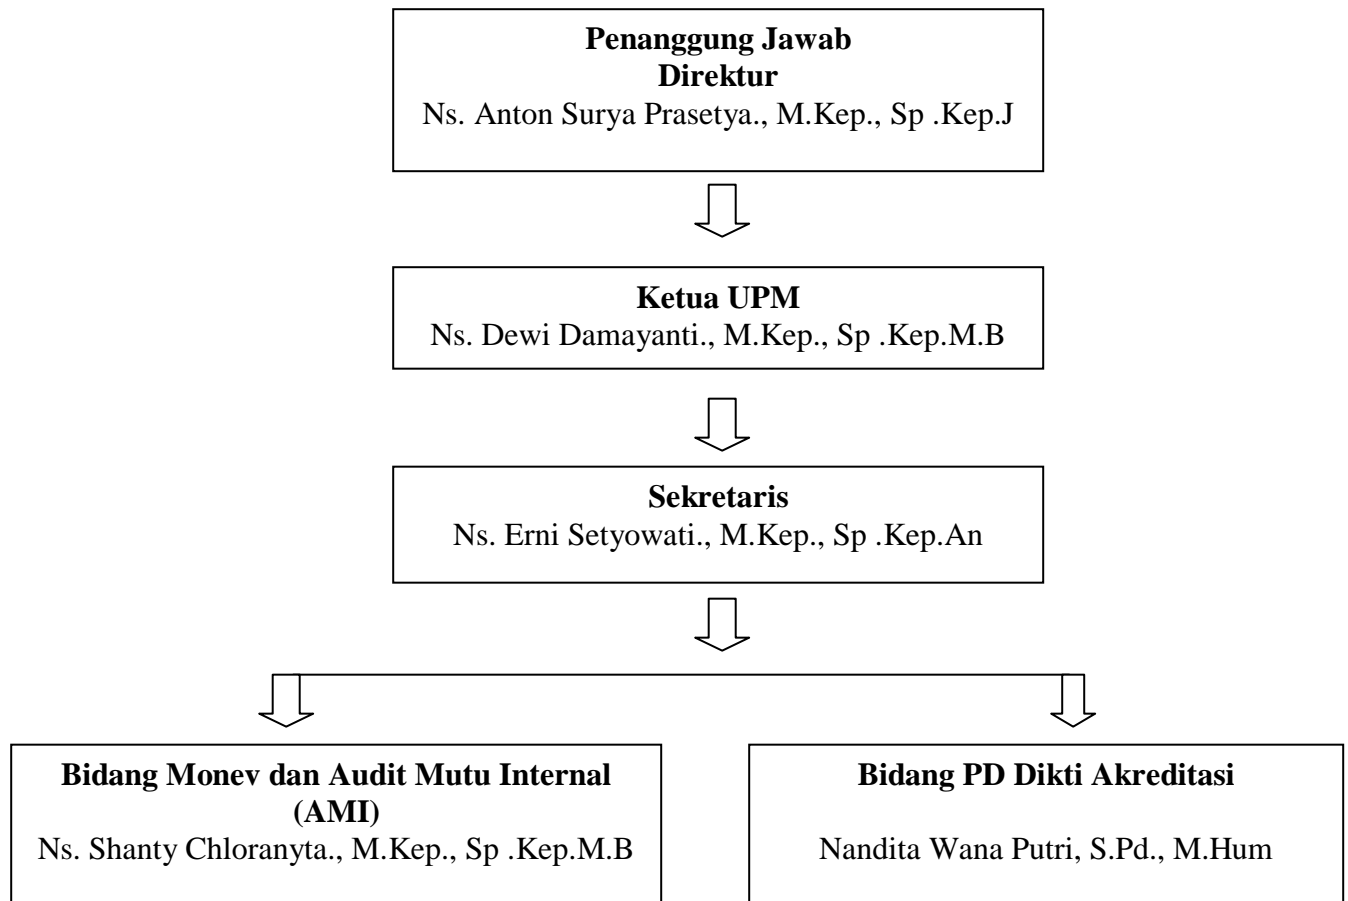 Penanggung Jawab
Direktur
Ns. Anton Surya Prasetya., M.Kep., Sp .Kep.J
Ketua UPM
Ns. Dewi Damayanti., M.Kep., Sp .Kep.M.B
Sekretaris
Ns. Erni Setyowati., M.Kep., Sp .Kep.An
Bidang Monev dan Audit Mutu Internal
(AMI)
Ns. Shanty Chloranyta., M.Kep., Sp .Kep.M.B
Bidang PD Dikti Akreditasi
Nandita Wana Putri, S.Pd., M.Hum